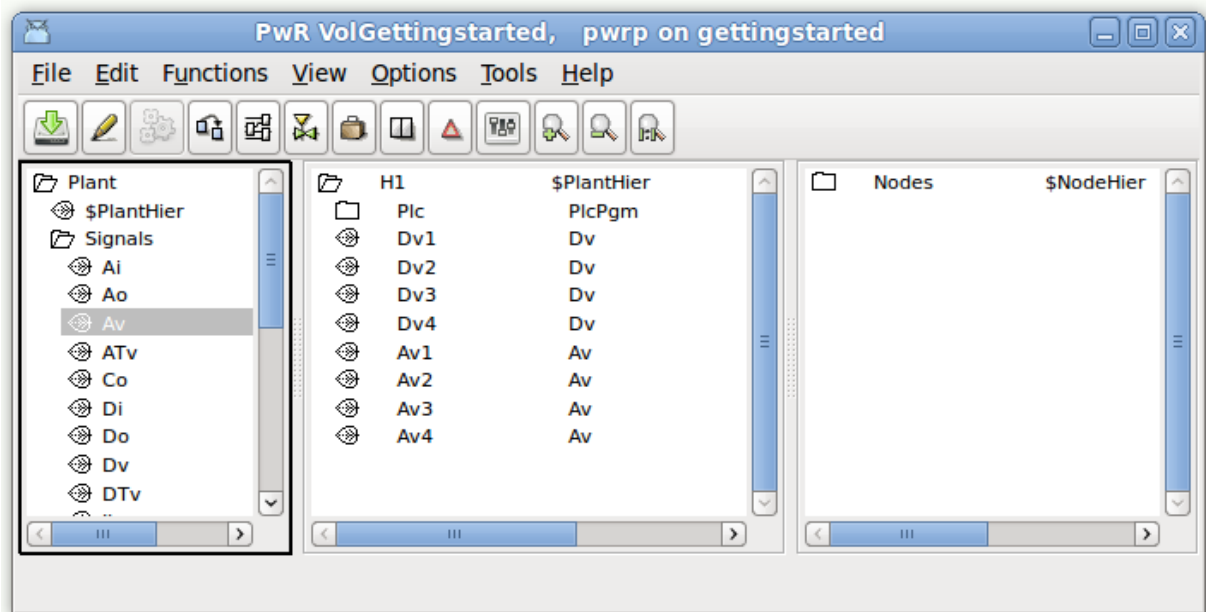 PwR VolGettingstarted,   pwrp on gettingstarted
File Edit Functions View Options Tools Help
Plant
$PlantHier
Signals
Ai
Ao
Av
ATv
Co
Di
Do
Dv
DTv
H1 $PlantHier
Plc PlcPgm
Dv1 Dv
Dv2 Dv
Dv3 Dv
Dv4 Dv
Av1 Av
Av2 Av
Av3 Av
Av4 Av
Nodes $NodeHier